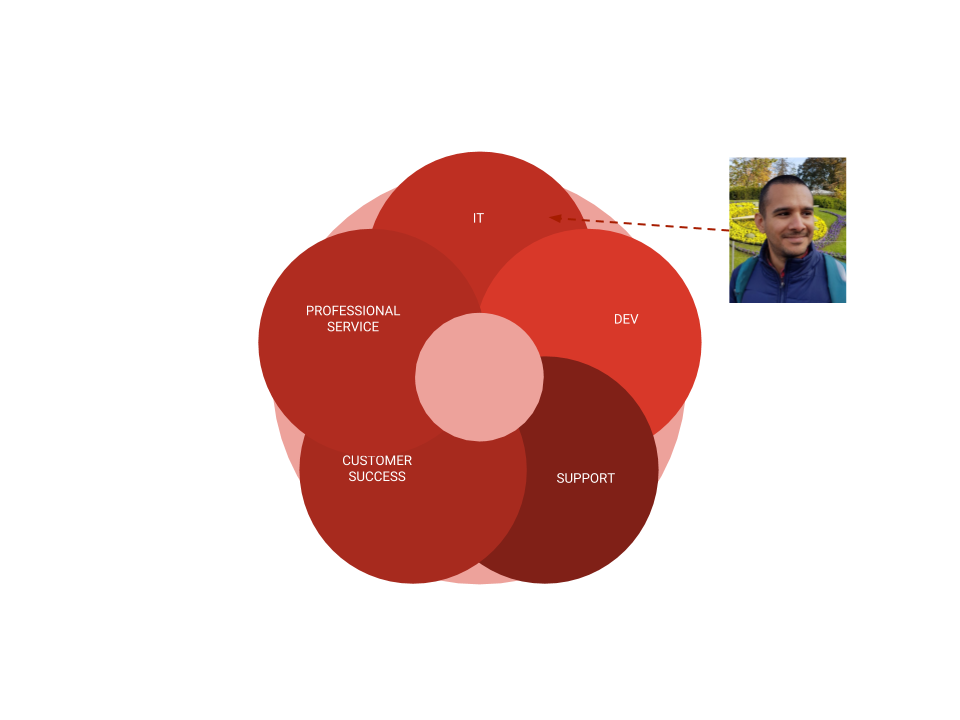 IT
PROFESSIONAL
SERVICE
DEV
CUSTOMER
SUCCESS
SUPPORT